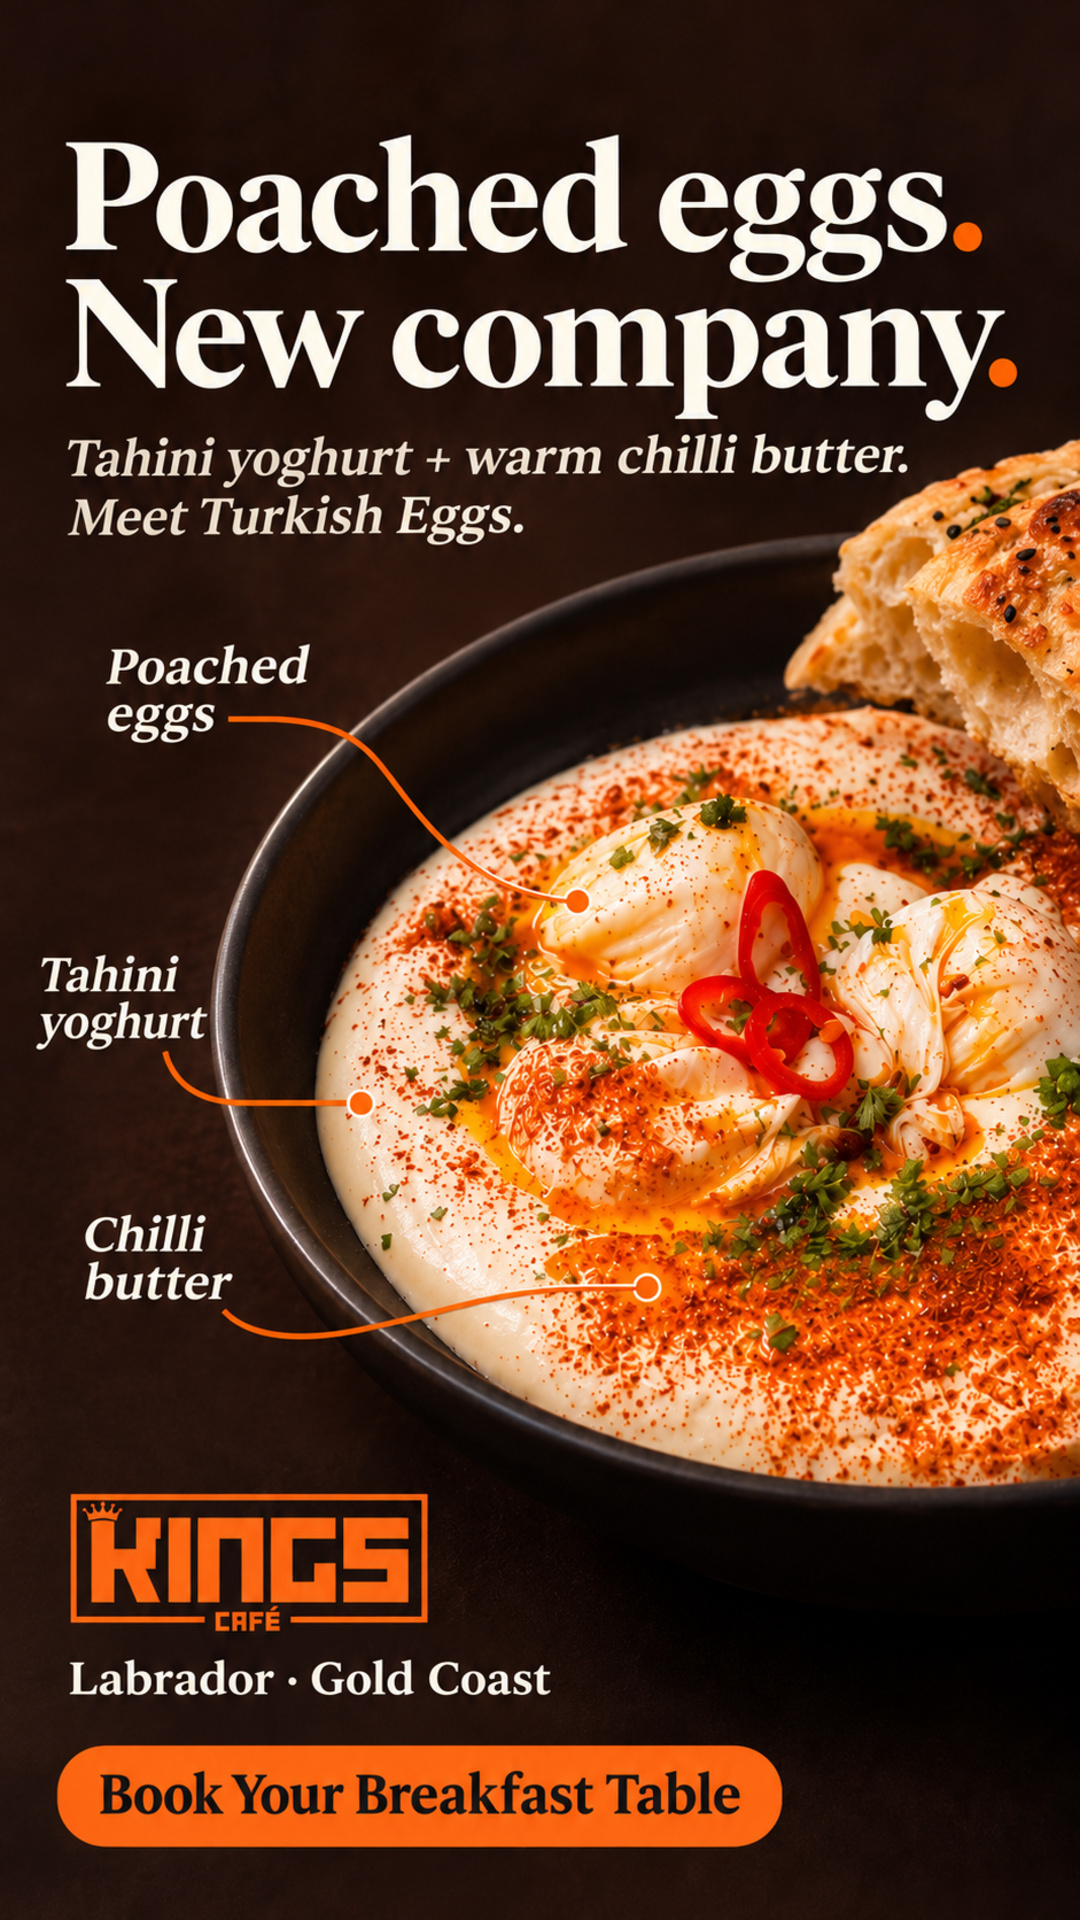 Poached eggs.
New company.
Tahini yoghurt + warm chilli butter.
Meet Turkish Eggs.
Poached
eggs
Tahini
yoghurt
Chilli
butter
KINGS
CAFÉ
Labrador · Gold Coast
Book Your Breakfast Table